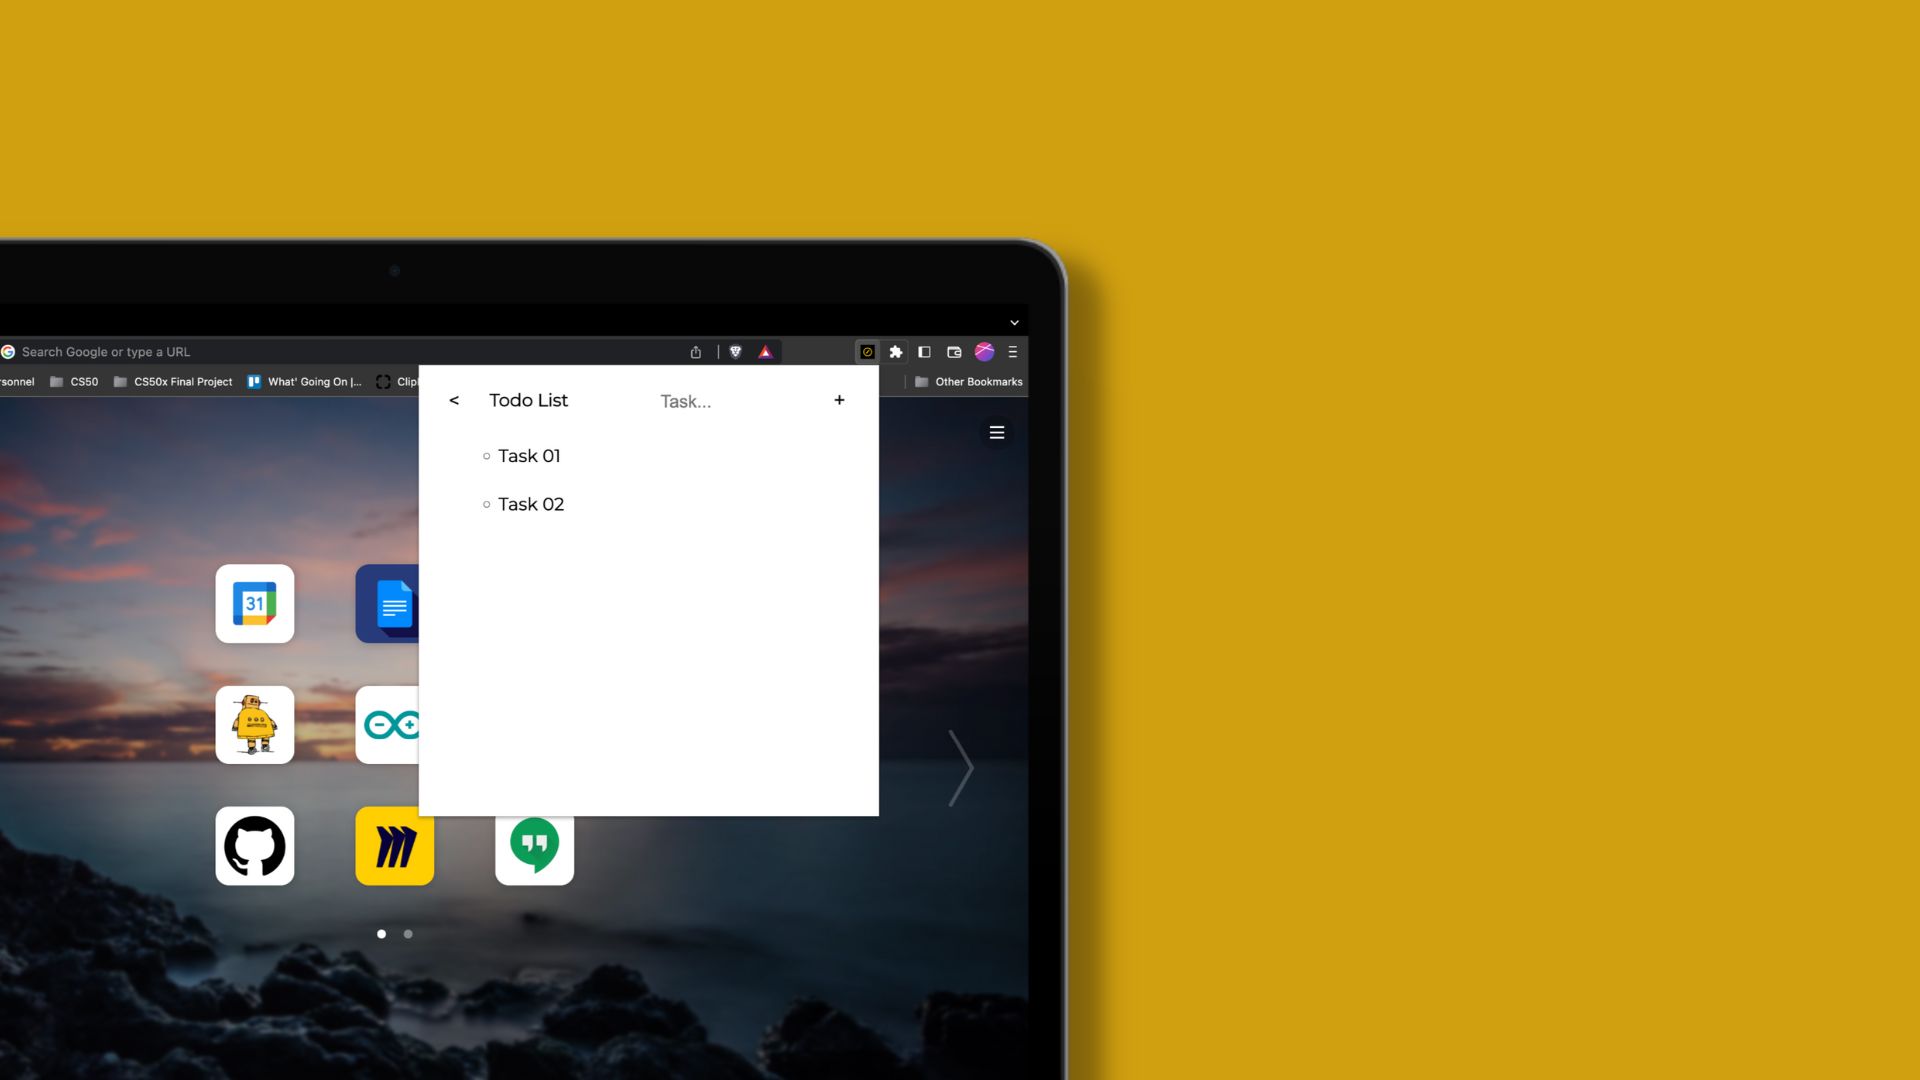 Search Google or type a URL
rsonnel CS50 CS50x Final Project What' Going On |... Clip Other Bookmarks
< Todo List Task... +
Task 01
Task 02
31